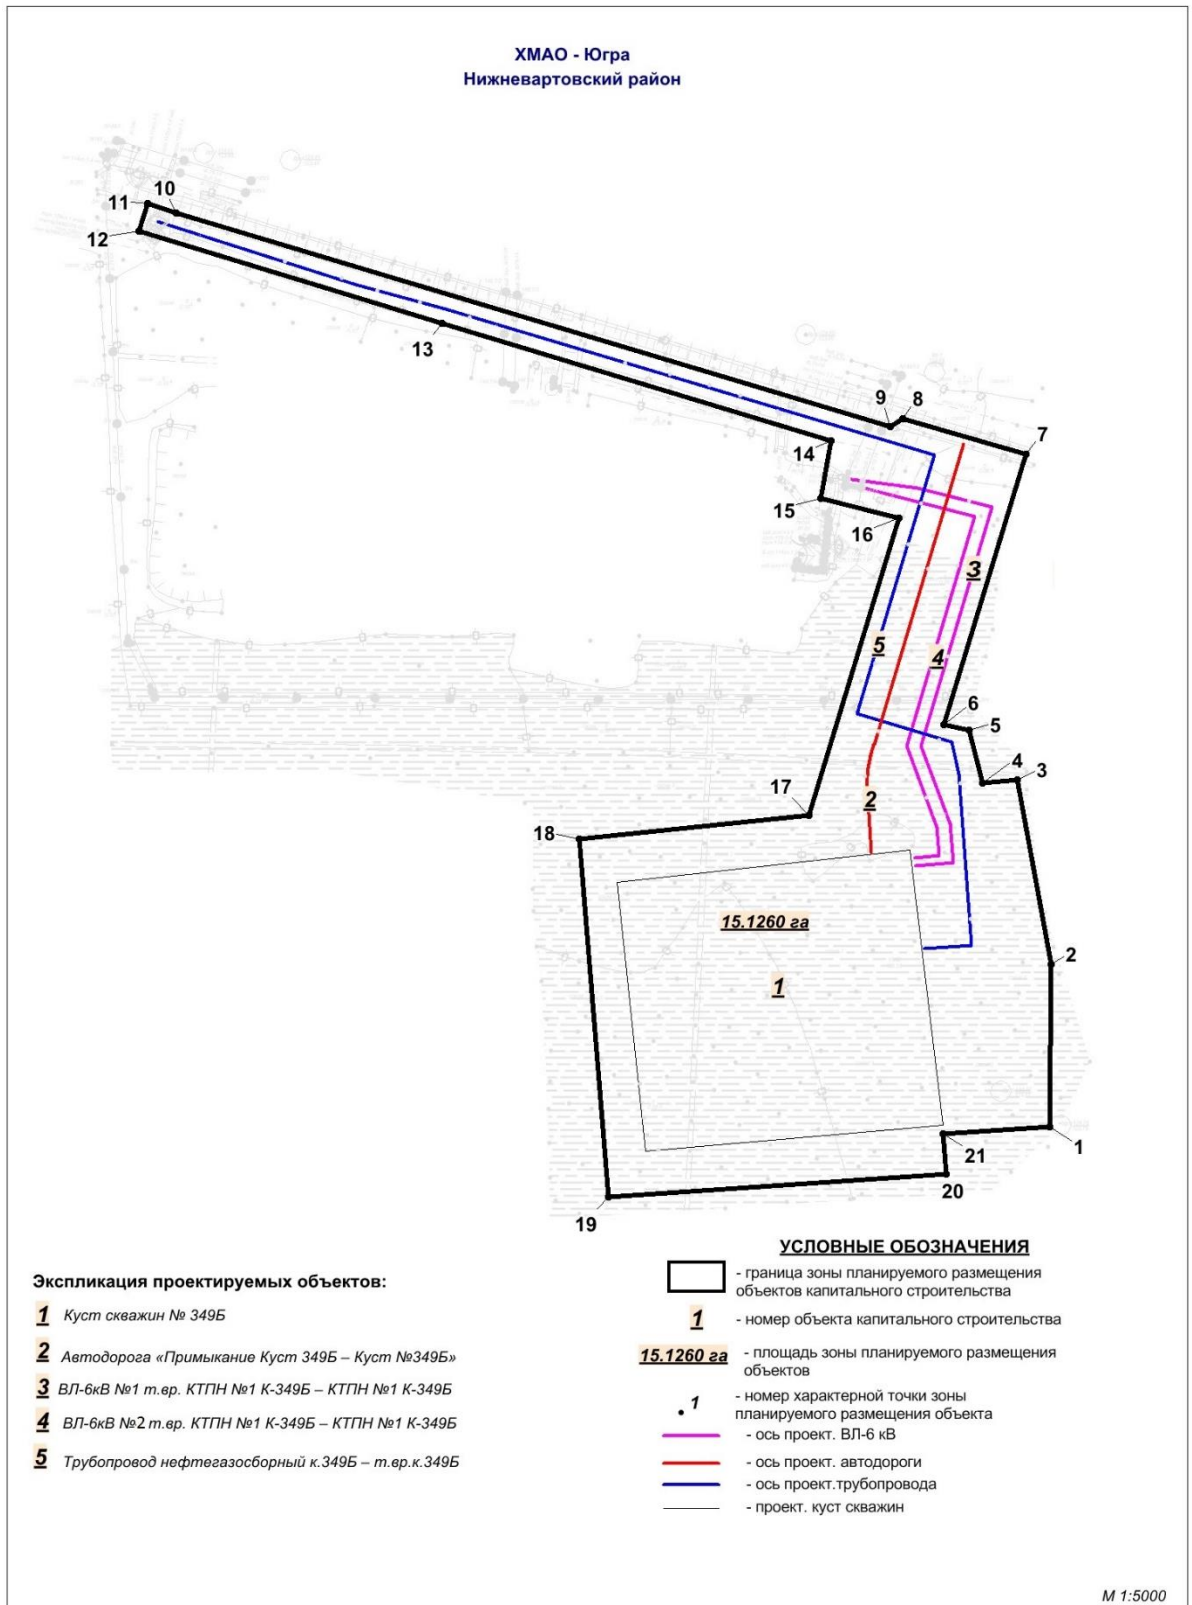 ХМАО - Югра
Нижневартовский район
11
10
12
13
9
8
7
14
15
16
3
5
4
6
5
4
3
17
2
18
15.1260 га
1
2
21
1
20
19
УСЛОВНЫЕ ОБОЗНАЧЕНИЯ
- граница зоны планируемого размещения
объектов капитального строительства
1 - номер объекта капитального строительства
15.1260 га - площадь зоны планируемого размещения
объектов
1 - номер характерной точки зоны
планируемого размещения объекта
- ось проект. ВЛ-6 кВ
- ось проект. автодороги
- ось проект.трубопровода
- проект. куст скважин
Экспликация проектируемых объектов:
1 Куст скважин № 349Б
2 Автодорога «Примыкание Куст 349Б – Куст №349Б»
3 ВЛ-6кВ №1 т.вр. КТПН №1 К-349Б – КТПН №1 К-349Б
4 ВЛ-6кВ №2 т.вр. КТПН №1 К-349Б – КТПН №1 К-349Б
5 Трубопровод нефтегазосборный к.349Б – т.вр.к.349Б
М 1:5000